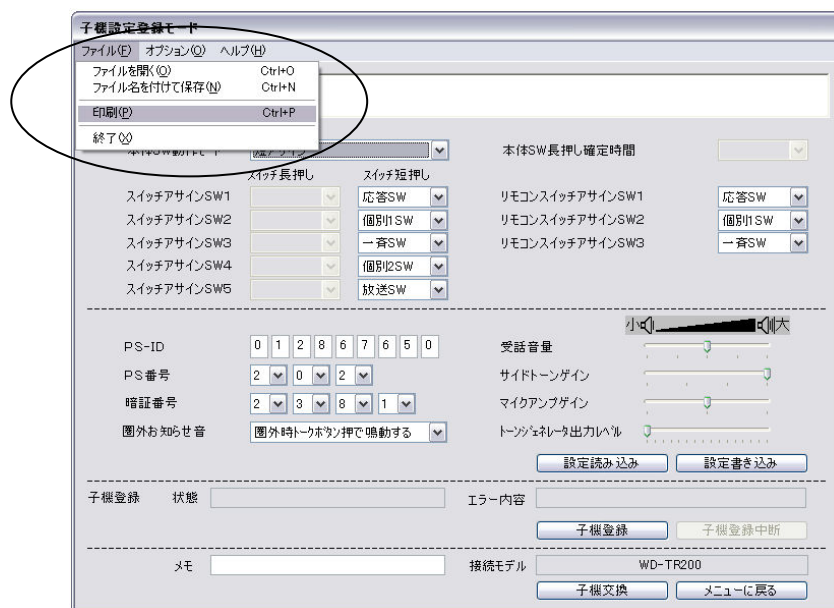 子機設定登録モード
ファイル(F) オプション(O) ヘルプ(H)
ファイルを開く(O) Ctrl+O
ファイル名を付けて保存(N) Ctrl+N
印刷(P) Ctrl+P
終了(X)
本体SW動作モード 本体SW長押し確定時間
スイッチ長押し スイッチ短押し
スイッチアサインSW1 応答SW リモコンスイッチアサインSW1 応答SW
スイッチアサインSW2 個別1SW リモコンスイッチアサインSW2 個別1SW
スイッチアサインSW3 一斉SW リモコンスイッチアサインSW3 一斉SW
スイッチアサインSW4 個別2SW
スイッチアサインSW5 放送SW
小 大
PS-ID 0 1 2 8 6 7 6 5 0 受話音量
PS番号 2 0 2 サイドトーンゲイン
暗証番号 2 3 8 1 マイクアンプゲイン
圏外お知らせ音 圏外時トークボタン押で鳴動する トーンジェネレータ出力レベル
設定読み込み 設定書き込み
子機登録 状態 エラー内容
子機登録 子機登録中断
メモ 接続モデル WD-TR200
子機交換 メニューに戻る